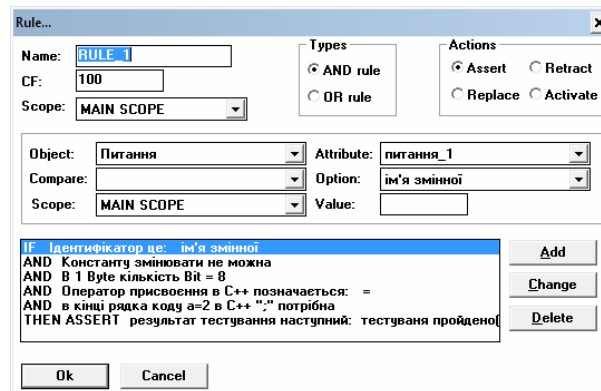 Rule...
Name: RULE_1
CF: 100
Scope: MAIN SCOPE
Types
AND rule
OR rule
Actions
Assert Retract
Replace Activate
Object: Питання
Attribute: питання_1
Compare:
Option: ім'я змінної
Scope: MAIN SCOPE
Value:
IF Ідентифікатор це: ім'я змінної
AND Константу змінювати не можна
AND В 1 Byte кількість Bit = 8
AND Оператор присвоєння в С++ позначається: =
AND в кінці рядка коду a=2 в С++ ";" потрібна
THEN ASSERT результат тестування наступний: тестуваня пройдено(
Add
Change
Delete
Ok Cancel